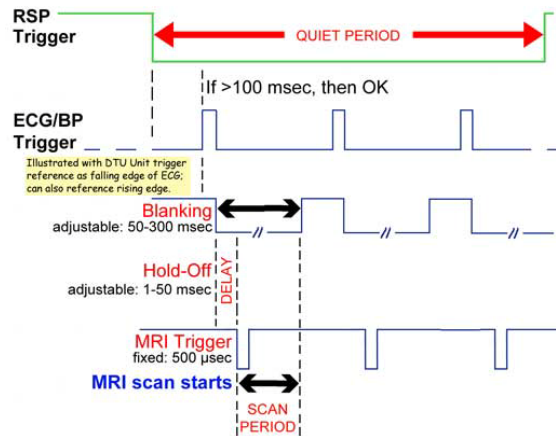 RSP
Trigger
QUIET PERIOD
If >100 msec, then OK
ECG/BP
Trigger
Illustrated with DTU Unit trigger
reference as falling edge of ECG;
can also reference rising edge.
Blanking
adjustable: 50-300 msec
Hold-Off
adjustable: 1-50 msec
DELAY
MRI Trigger
fixed: 500 µsec
MRI scan starts
SCAN
PERIOD